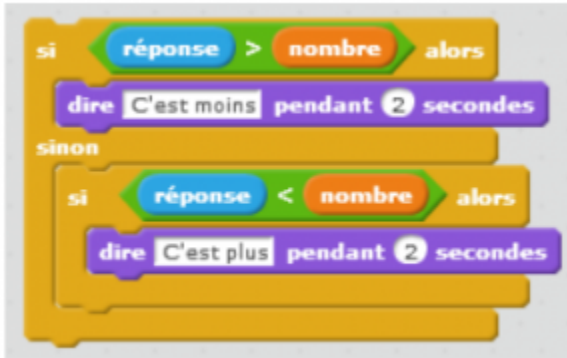 si réponse > nombre alors
dire C'est moins pendant 2 secondes
sinon
si réponse < nombre alors
dire C'est plus pendant 2 secondes